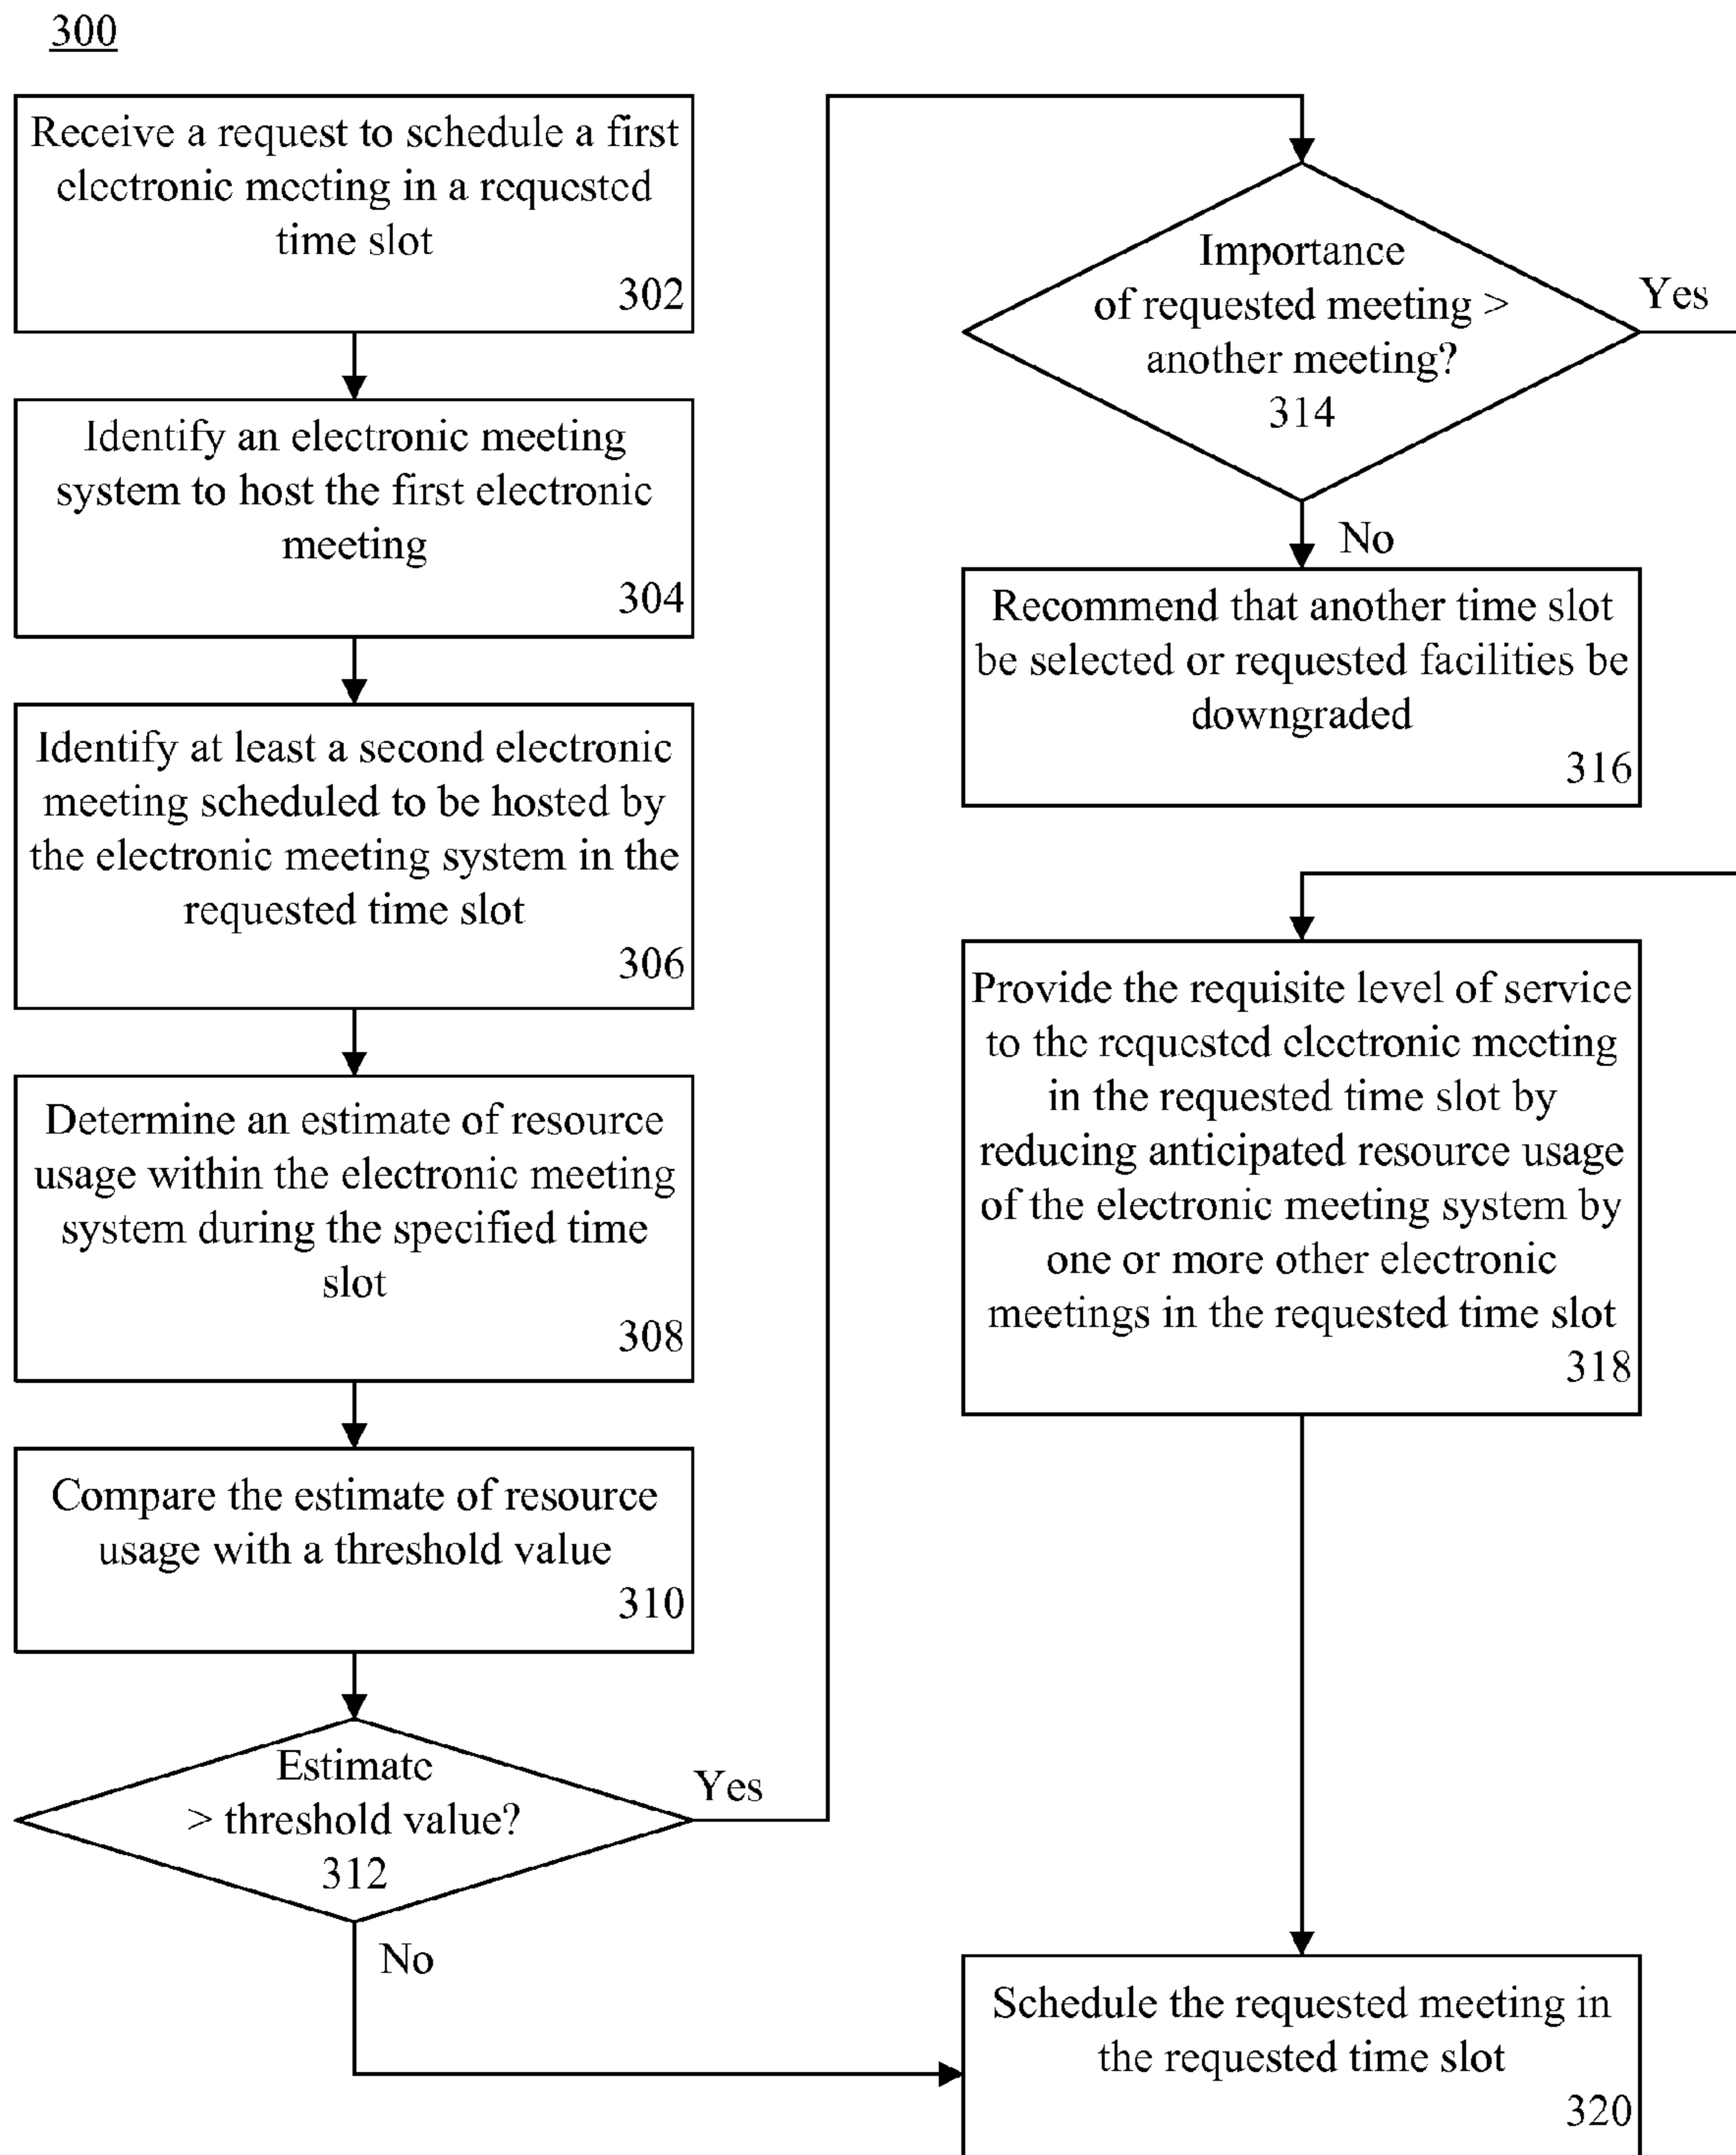 300
Receive a request to schedule a first
electronic meeting in a requested
time slot
302
Identify an electronic meeting
system to host the first electronic
meeting
304
Identify at least a second electronic
meeting scheduled to be hosted by
the electronic meeting system in the
requested time slot
306
Determine an estimate of resource
usage within the electronic meeting
system during the specified time
slot
308
Compare the estimate of resource
usage with a threshold value
310
Estimate
> threshold value?
312
Yes
No
Importance
of requested meeting >
another meeting?
314
Yes
No
Recommend that another time slot
be selected or requested facilities be
downgraded
316
Provide the requisite level of service
to the requested electronic meeting
in the requested time slot by
reducing anticipated resource usage
of the electronic meeting system by
one or more other electronic
meetings in the requested time slot
318
Schedule the requested meeting in
the requested time slot
320